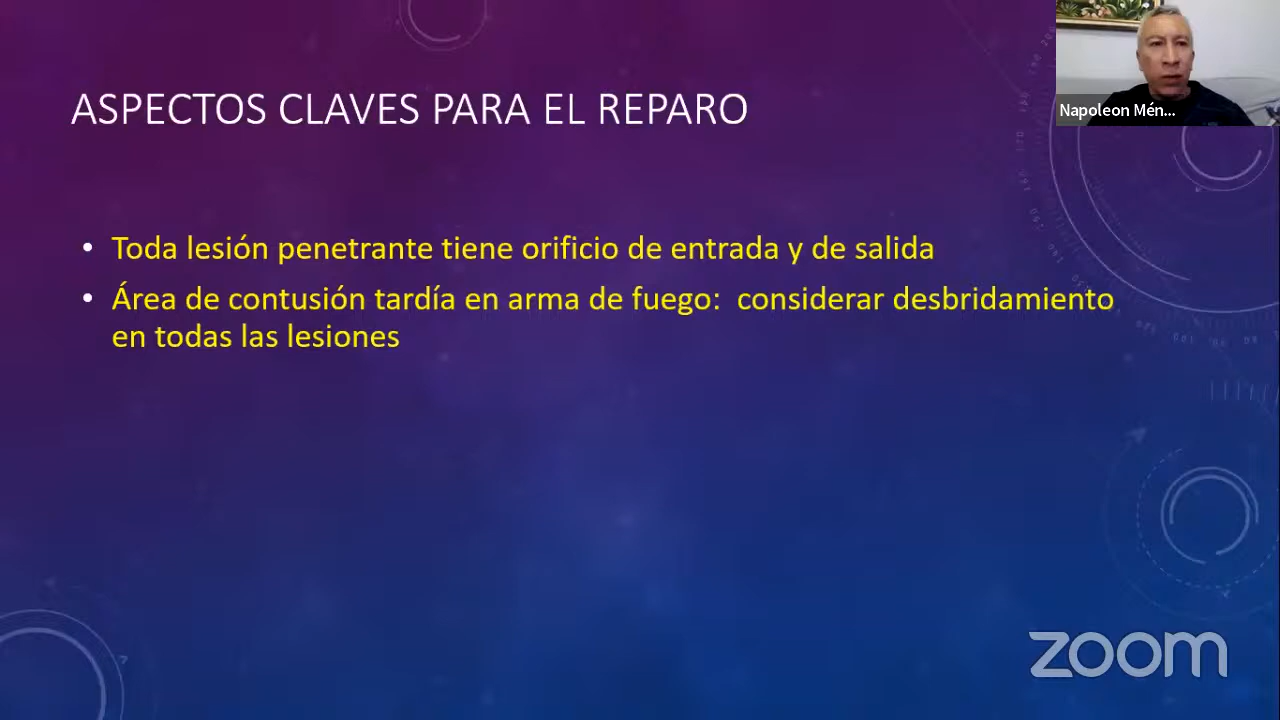 ASPECTOS CLAVES PARA EL REPARO
Napoleon Mén...
• Toda lesión penetrante tiene orificio de entrada y de salida
• Área de contusión tardía en arma de fuego:  considerar desbridamiento
en todas las lesiones
zoom